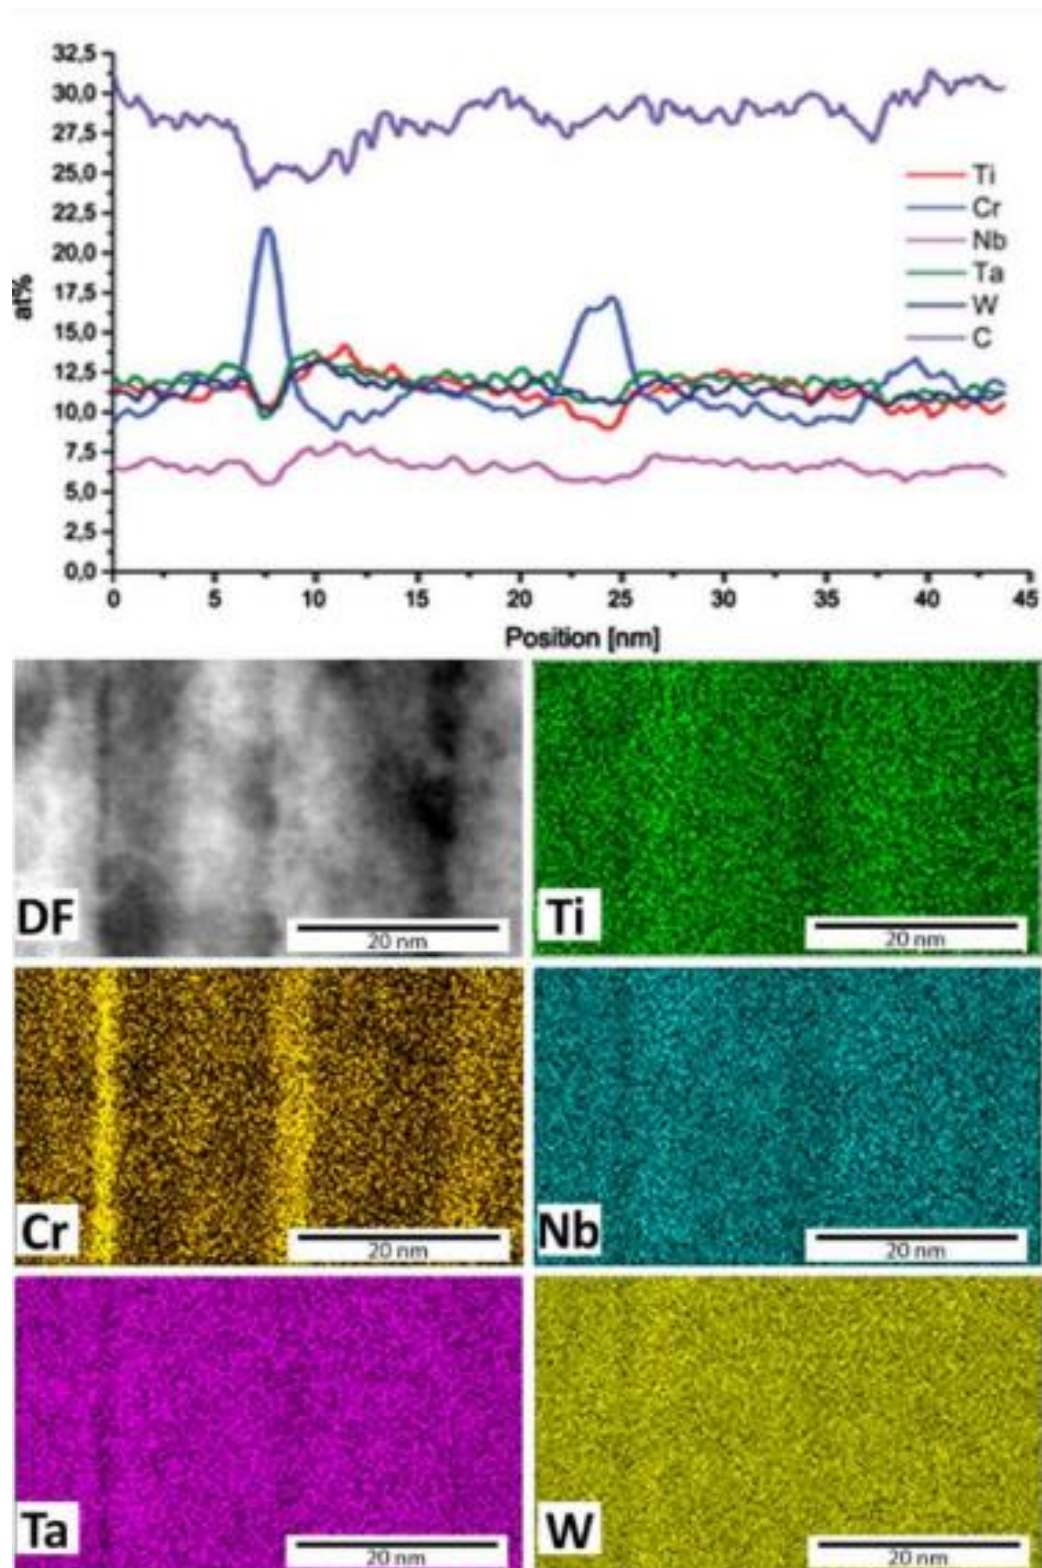 32,5
30,0
27,5
25,0
22,5
20,0
17,5
15,0
12,5
10,0
7,5
5,0
2,5
0,0
at%
Ti
Cr
Nb
Ta
W
C
0 5 10 15 20 25 30 35 40 45
Position [nm]
DF
20 nm
Ti
20 nm
Cr
20 nm
Nb
20 nm
Ta
20 nm
W
20 nm